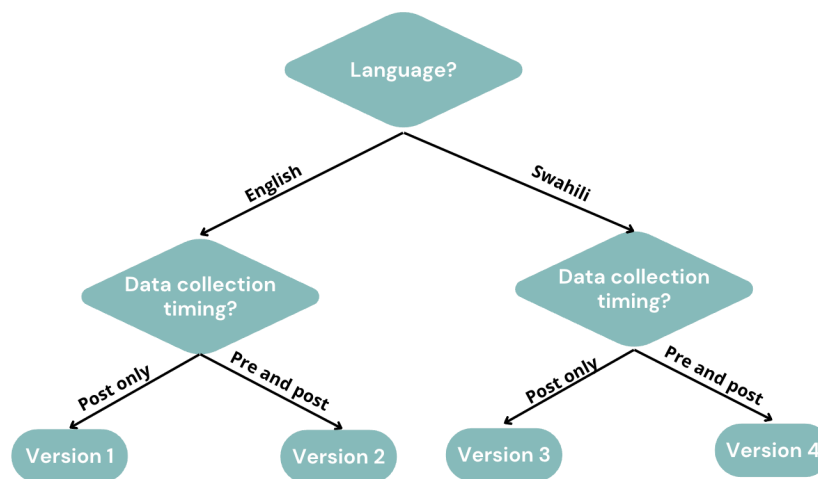 Language?
English
Swahili
Data collection
timing?
Data collection
timing?
Post only
Pre and post
Post only
Pre and post
Version 1
Version 2
Version 3
Version 4